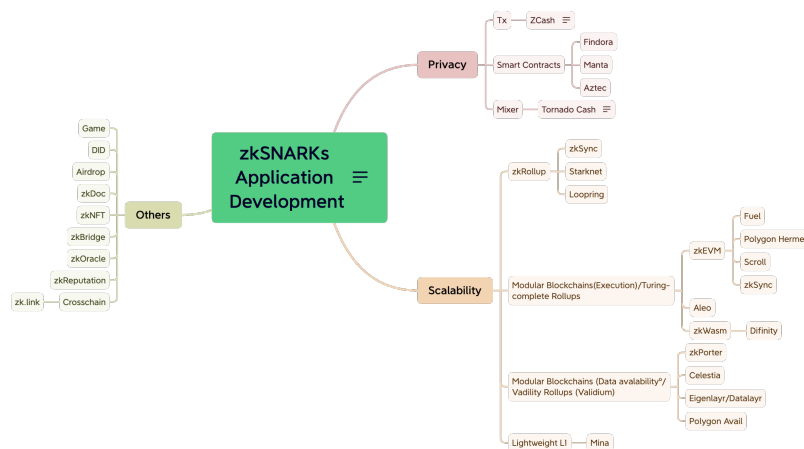 zkSNARKs
Application
Development
Privacy
Tx
ZCash
Smart Contracts
Findora
Manta
Aztec
Mixer
Tornado Cash
Scalability
zkRollup
zkSync
Starknet
Loopring
Modular Blockchains(Execution)/Turing-
complete Rollups
zkEVM
Fuel
Polygon Herme
Scroll
zkSync
Aleo
zkWasm
Difinity
Modular Blockchains (Data avalability°/
Vadility Rollups (Validium)
zkPorter
Celestia
Eigenlayr/Datalayr
Polygon Avail
Lightweight L1
Mina
Others
Game
DID
Airdrop
zkDoc
zkNFT
zkBridge
zkOracle
zkReputation
Crosschain
zk.link